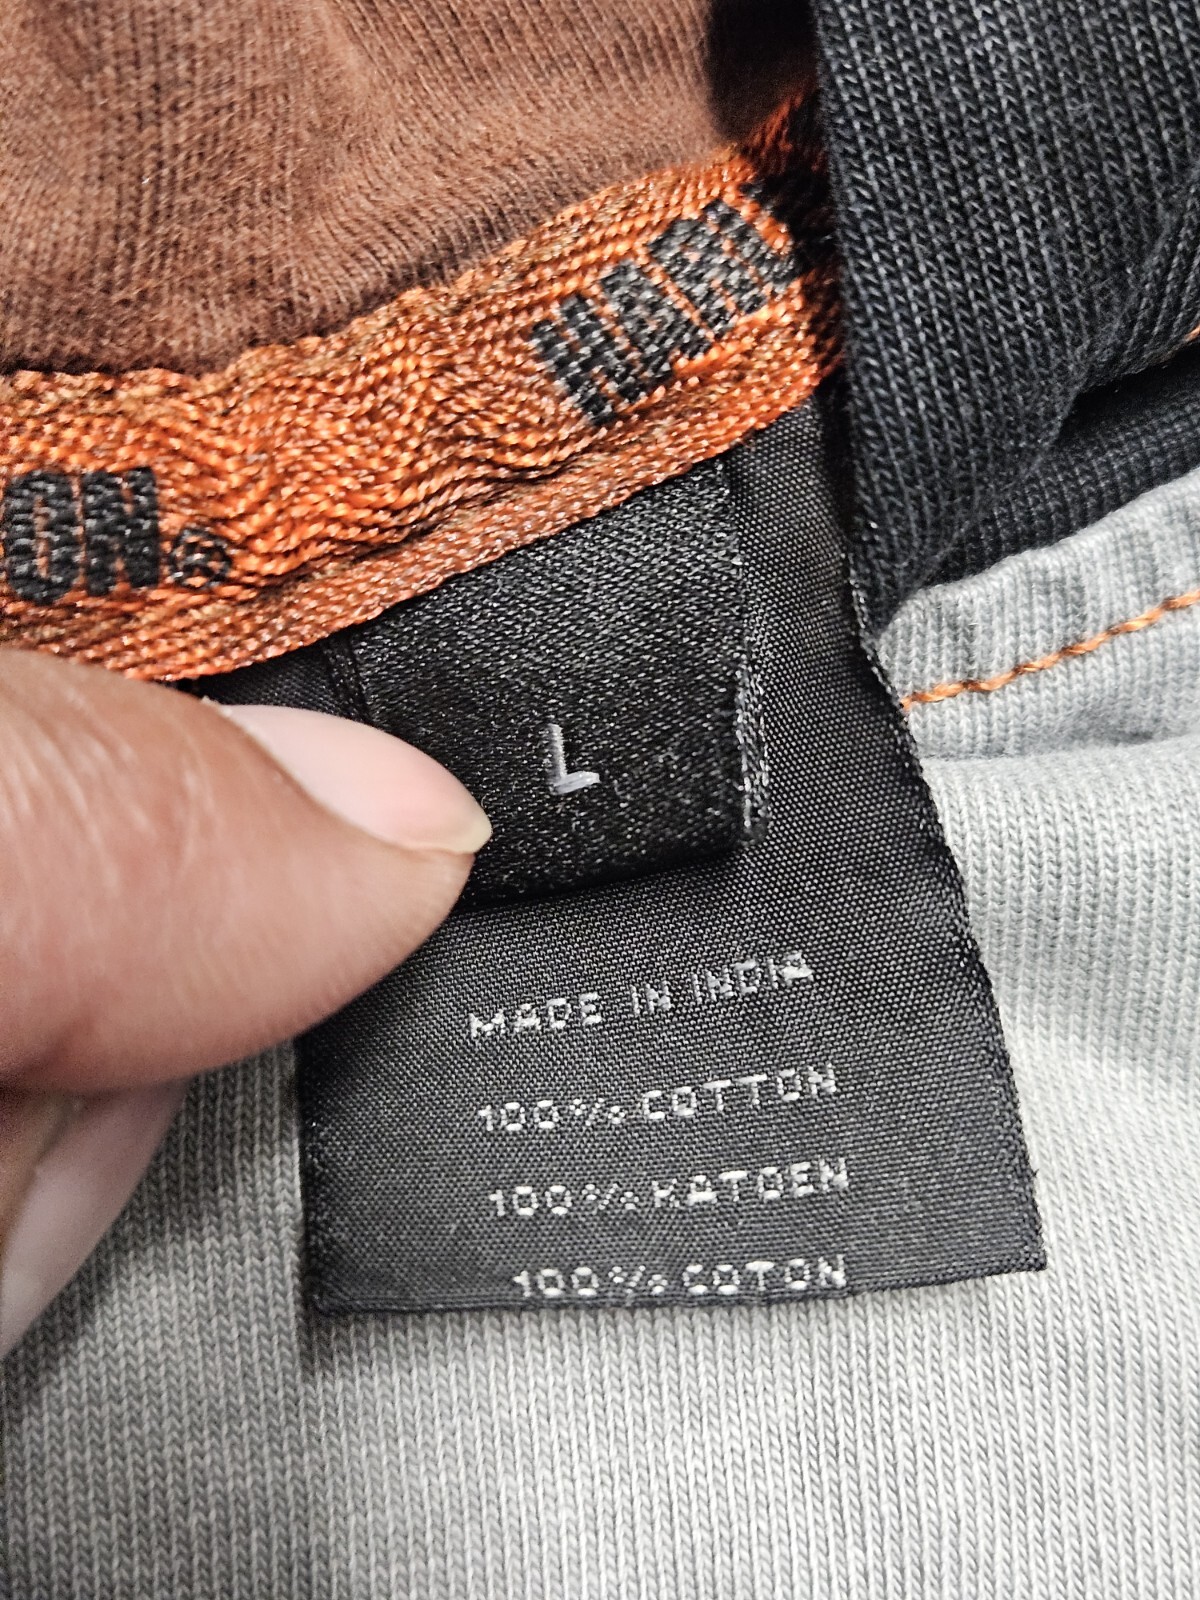 HARL
ON®
L
MADE IN INDIA
100% COTTON
100% KATOEN
100% COTON